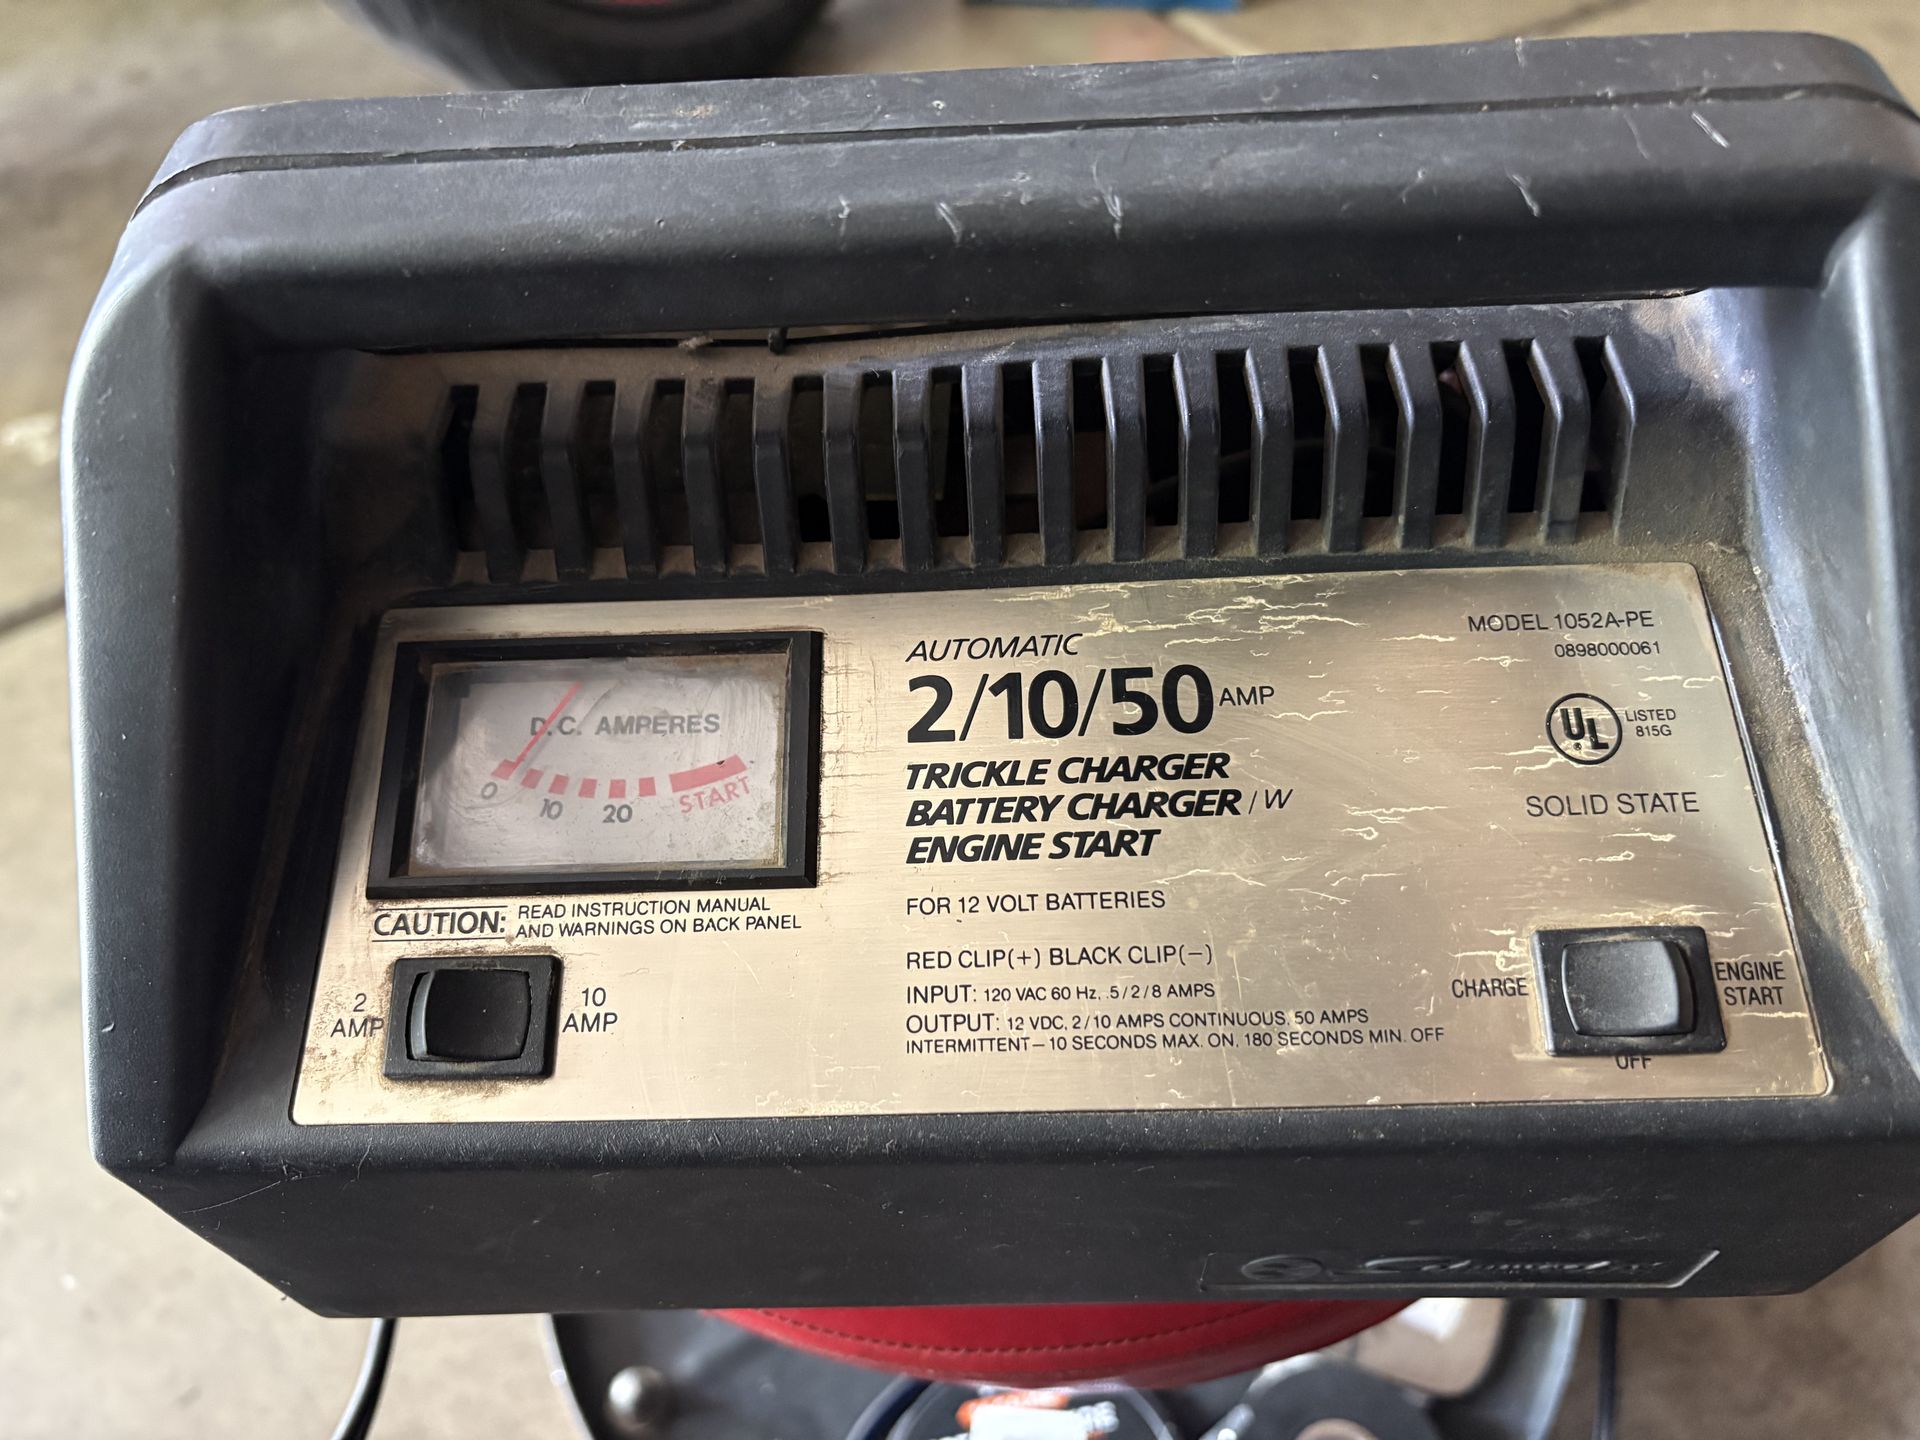 AUTOMATIC
2/10/50 AMP
TRICKLE CHARGER
BATTERY CHARGER / W
ENGINE START
FOR 12 VOLT BATTERIES
RED CLIP(+) BLACK CLIP(-)
INPUT: 120 VAC 60 Hz, .5/2/8 AMPS
OUTPUT: 12 VDC, 2/10 AMPS CONTINUOUS, 50 AMPS
INTERMITTENT—10 SECONDS MAX. ON, 180 SECONDS MIN. OFF
MODEL 1052A-PE
0898000061
UL
LISTED
815G
SOLID STATE
D.C. AMPERES
0 10 20 START
CAUTION: READ INSTRUCTION MANUAL
AND WARNINGS ON BACK PANEL
2
AMP
10
AMP
CHARGE
ENGINE
START
OFF